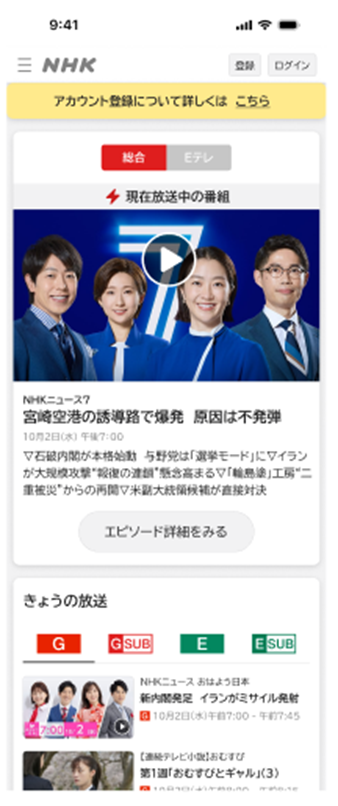 9:41
NHK
登録
ログイン
アカウント登録について詳しくは こちら
総合
Eテレ
現在放送中の番組
7
NHKニュース7
宮崎空港の誘導路で爆発 原因は不発弾
10月2日(水) 午後7:00
▽石破内閣が本格始動 与野党は「選挙モード」に▽イラン
が大規模攻撃“報復の連鎖”懸念高まる▽「輪島塗」工房“二
重被災”からの再開▽米副大統領候補が直接対決
エピソード詳細をみる
きょうの放送
G
G SUB
E
E SUB
NHKニュース おはよう日本
新内閣発足 イランがミサイル発射
G 10月2日(水)午前7:00 - 午前7:45
7:00
2
【連続テレビ小説】おむすび
第1週「おむすびとギャル」(3)